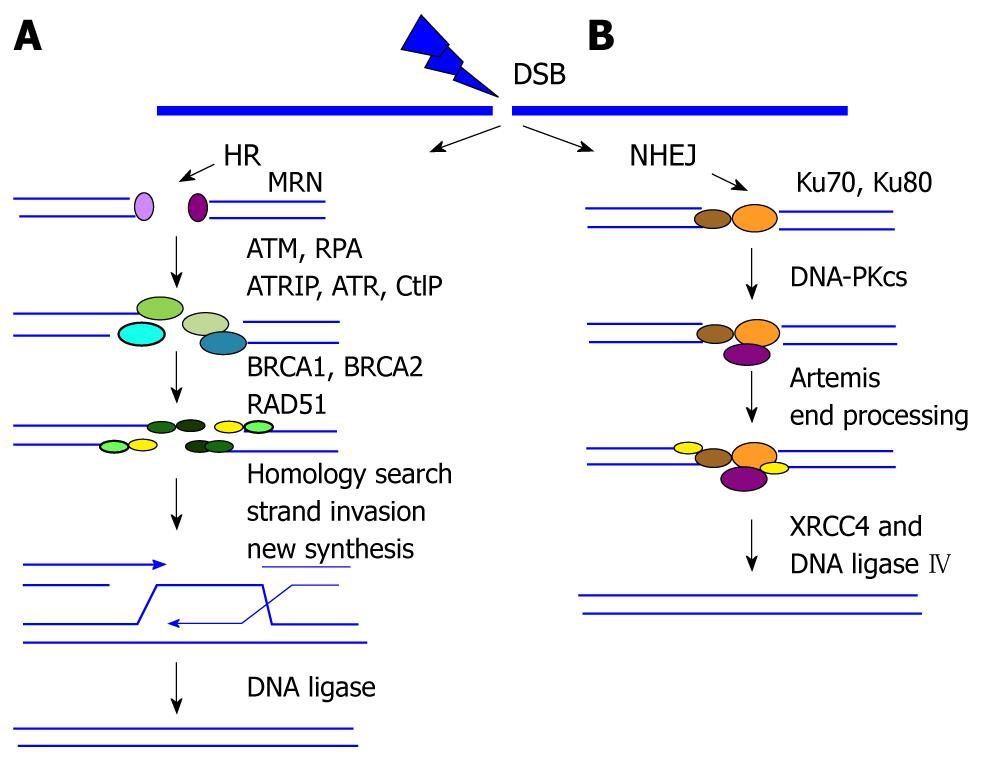 A
B
DSB
HR
MRN
ATM, RPA
ATRIP, ATR, CtIP
BRCA1, BRCA2
RAD51
Homology search
strand invasion
new synthesis
DNA ligase
NHEJ
Ku70, Ku80
DNA-PKcs
Artemis
end processing
XRCC4 and
DNA ligase Ⅳ